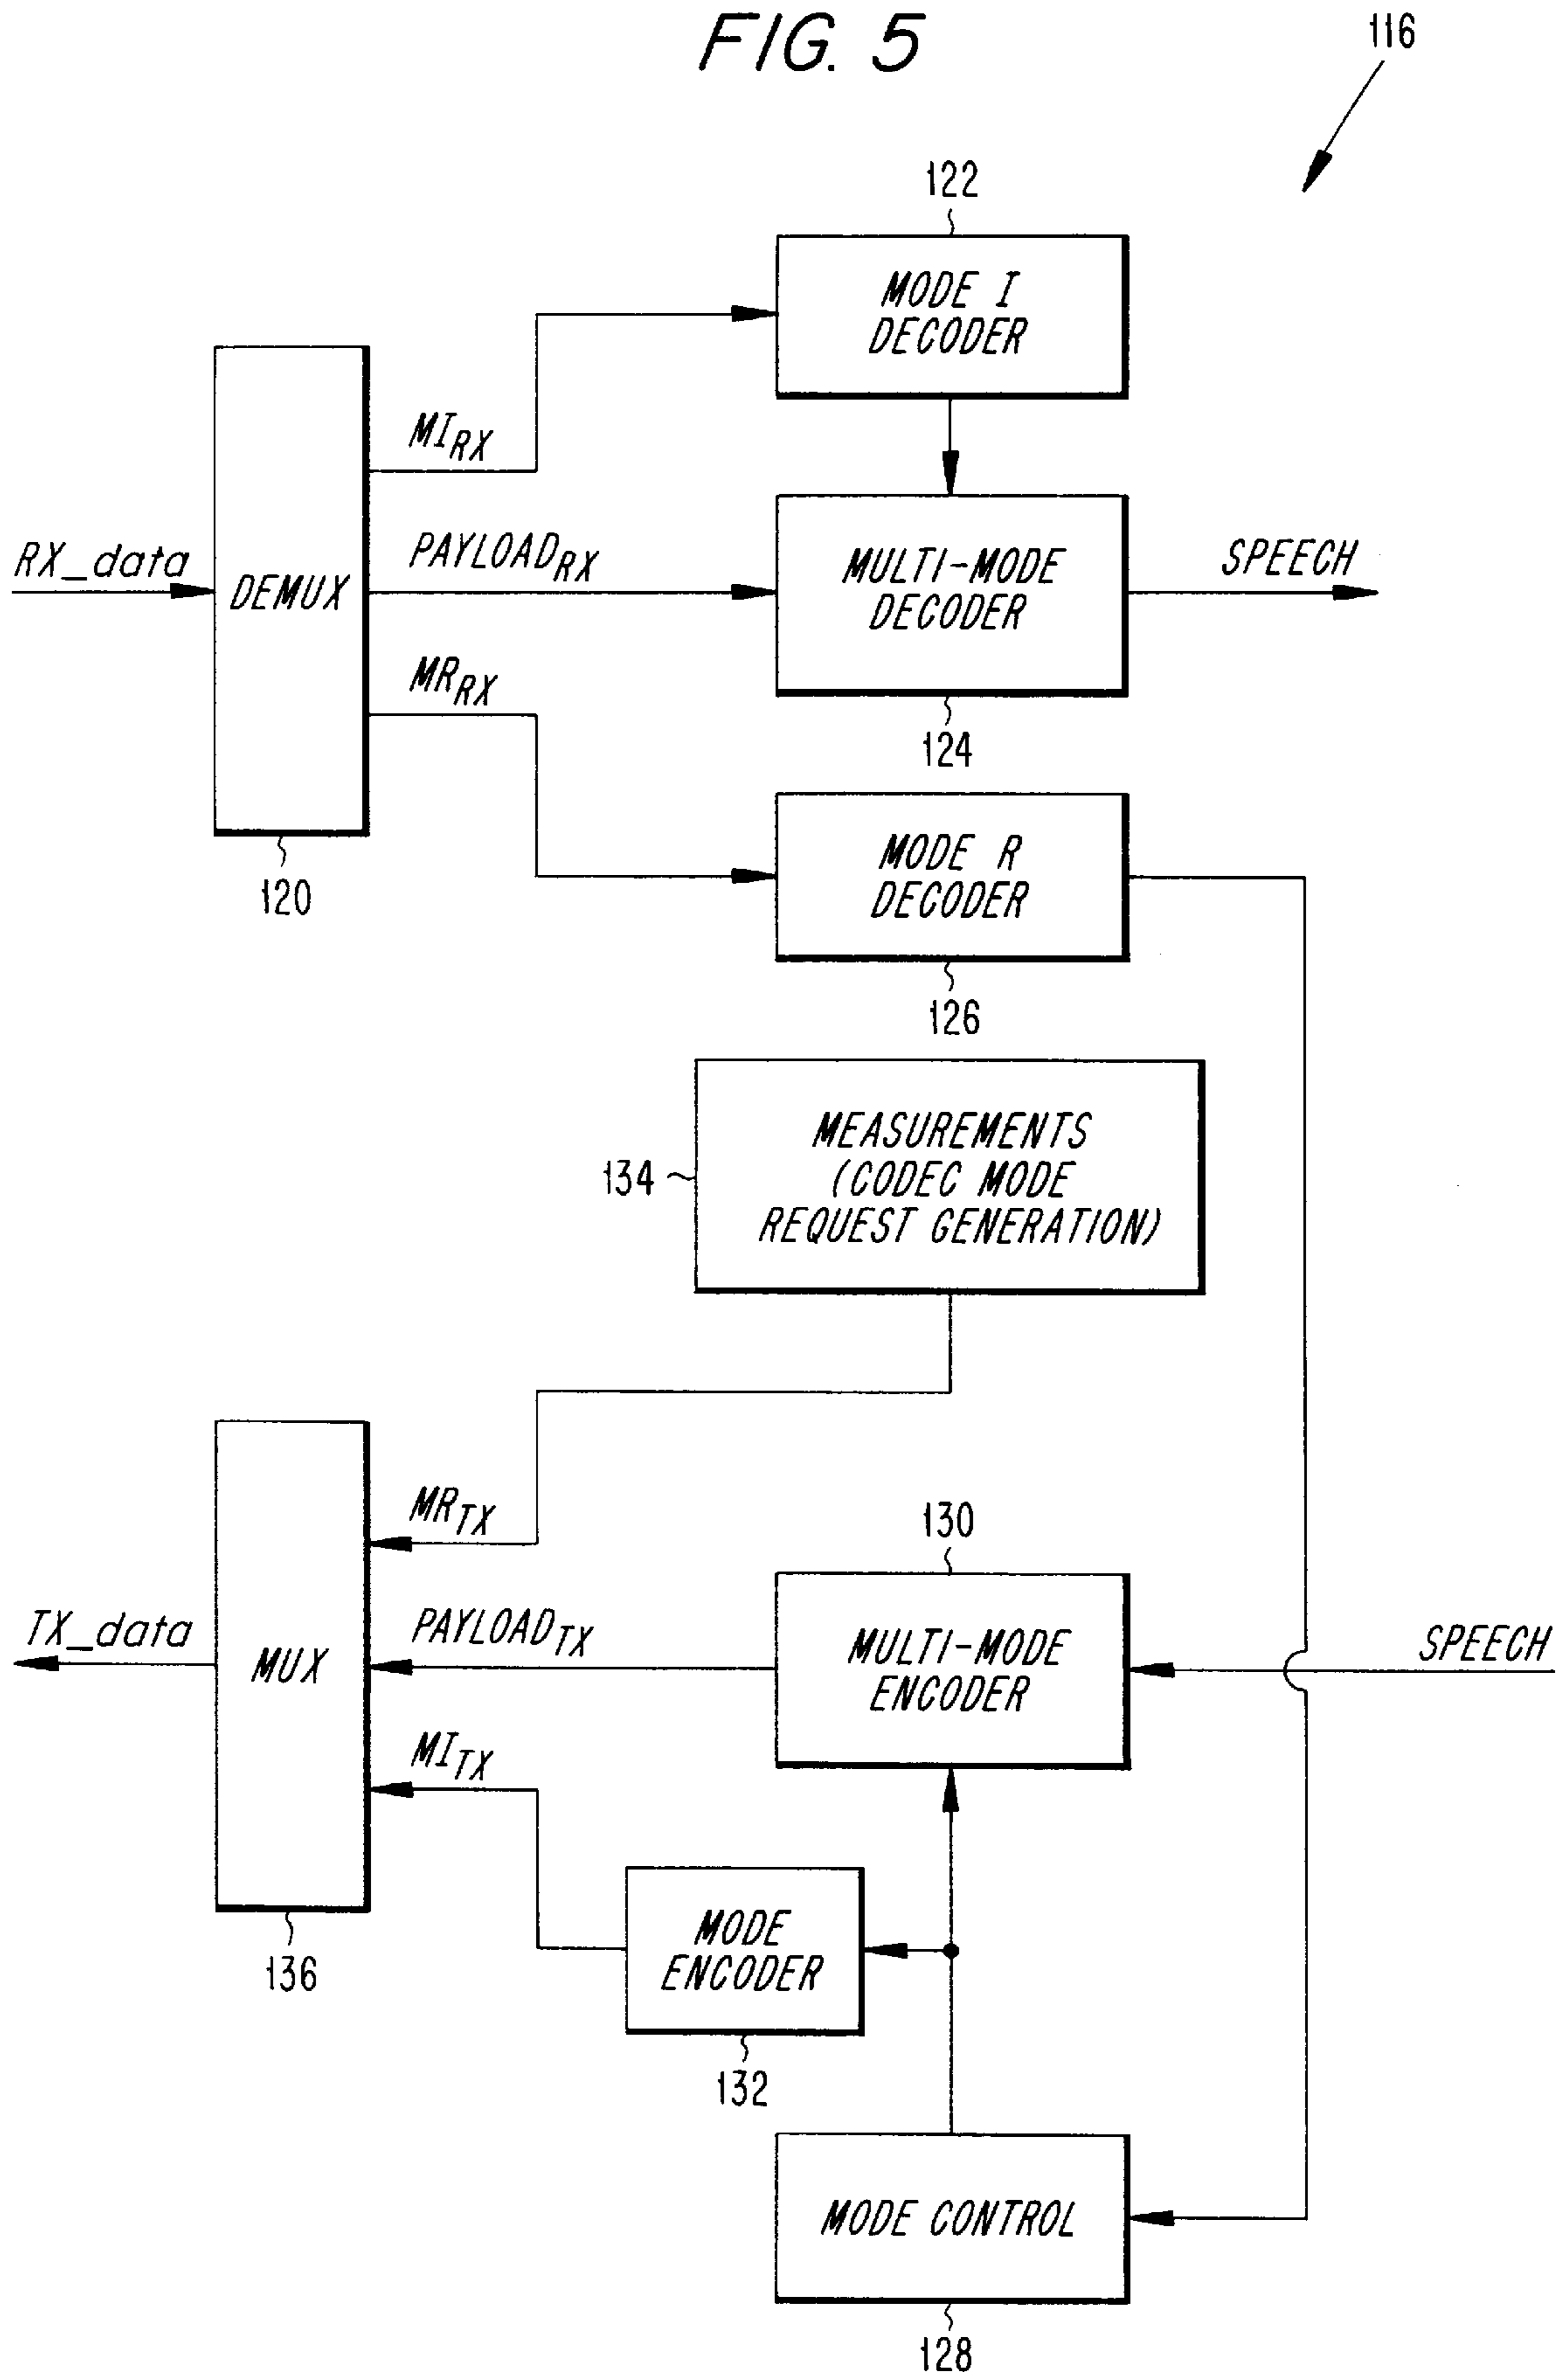 FIG. 5
116
122
MODE I
DECODER
MI_RX
RX_data
DEMUX
PAYLOAD_RX
MULTI-MODE
DECODER
SPEECH
MR_RX
124
120
MODE R
DECODER
126
MEASUREMENTS
(CODEC MODE
REQUEST GENERATION)
134
MR_TX
130
TX_data
MUX
PAYLOAD_TX
MULTI-MODE
ENCODER
SPEECH
MI_TX
MODE
ENCODER
136
132
MODE CONTROL
128